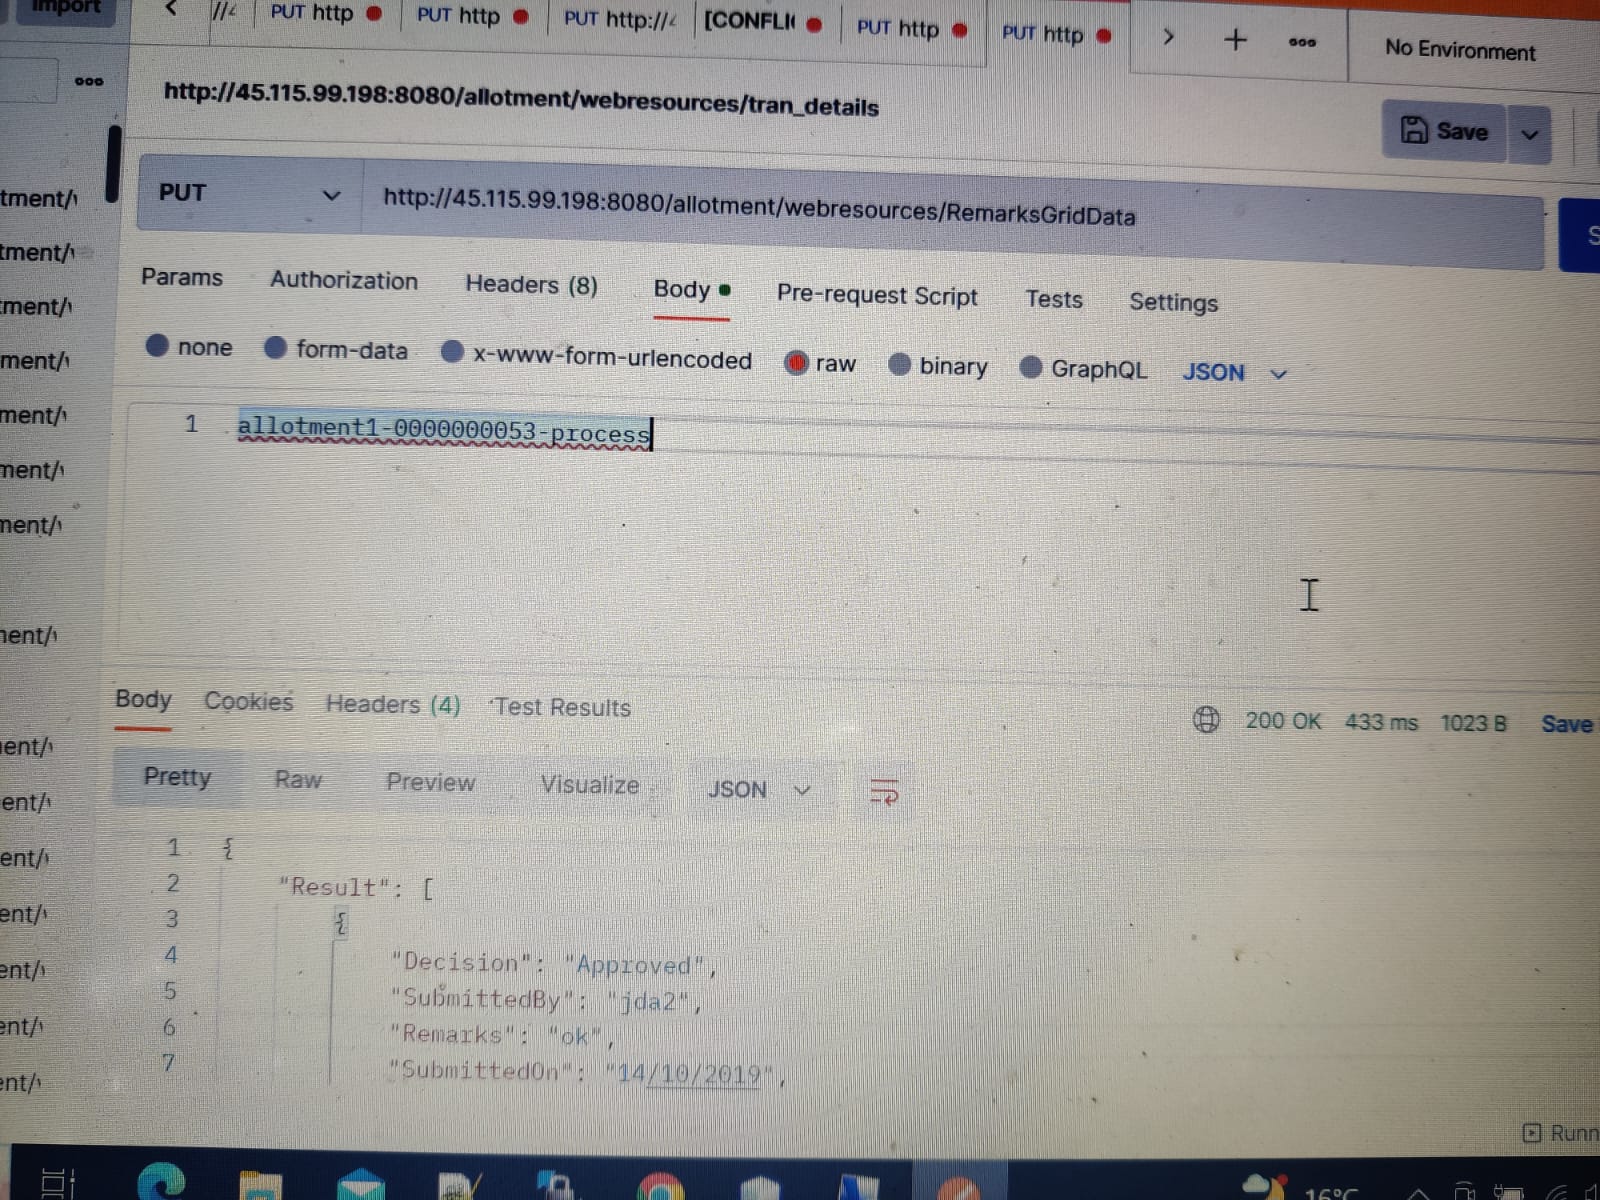 Import
PUT http
PUT http
PUT http://
[CONFLI
PUT http
PUT http
No Environment
http://45.115.99.198:8080/allotment/webresources/tran_details
Save
PUT
http://45.115.99.198:8080/allotment/webresources/RemarksGridData
S
Params
Authorization
Headers (8)
Body
Pre-request Script
Tests
Settings
none
form-data
x-www-form-urlencoded
raw
binary
GraphQL
JSON
1 allotment1-0000000053-process
tment/
tment/
tment/
ment/
ment/
ment/
ment/
ment/
ent/
ent/
ent/
ent/
ent/
ent/
ent/
Body
Cookies
Headers (4)
Test Results
200 OK
433 ms
1023 B
Save
Pretty
Raw
Preview
Visualize
JSON
1 {
2 "Result": [
3 {
4 "Decision": "Approved",
5 "SubmittedBy": "jda2",
6 "Remarks": "ok",
7 "SubmittedOn": "14/10/2019",
Runn
16°C